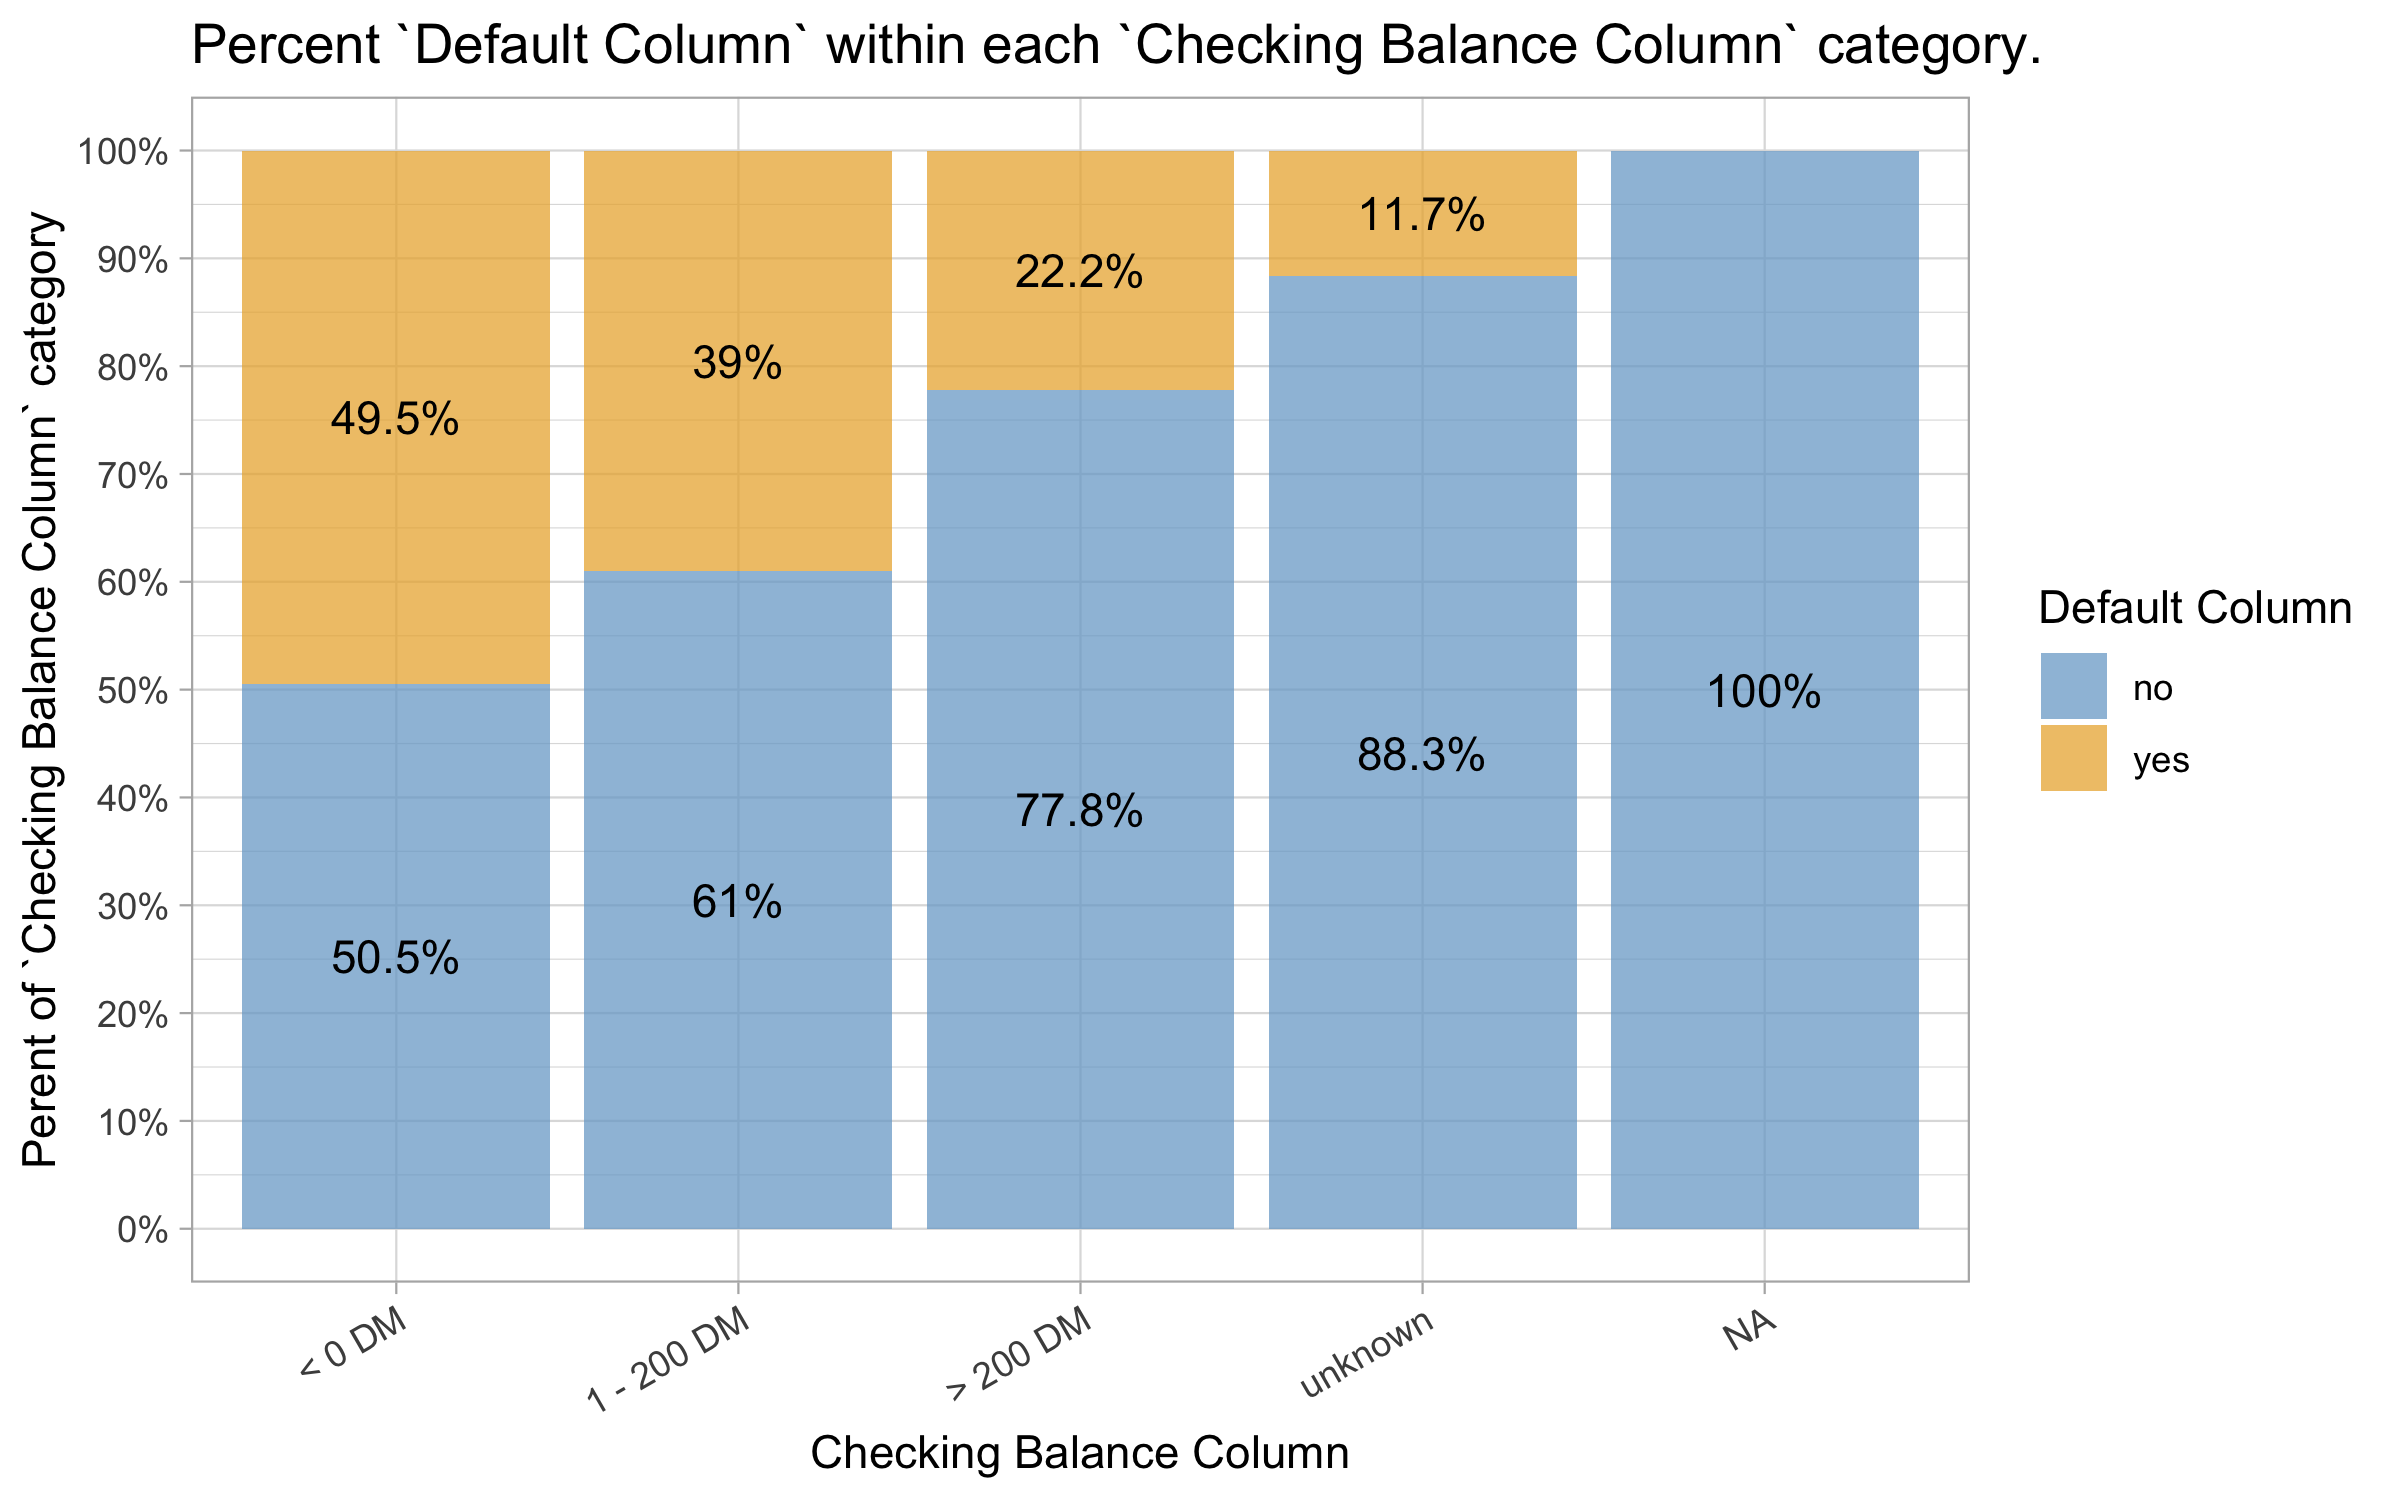 Percent `Default Column` within each `Checking Balance Column` category.
Perent of `Checking Balance Column` category
100%
90%
80%
70%
60%
50%
40%
30%
20%
10%
0%
49.5%
50.5%
39%
61%
22.2%
77.8%
11.7%
88.3%
100%
< 0 DM
1 - 200 DM
> 200 DM
unknown
NA
Checking Balance Column
Default Column
no
yes